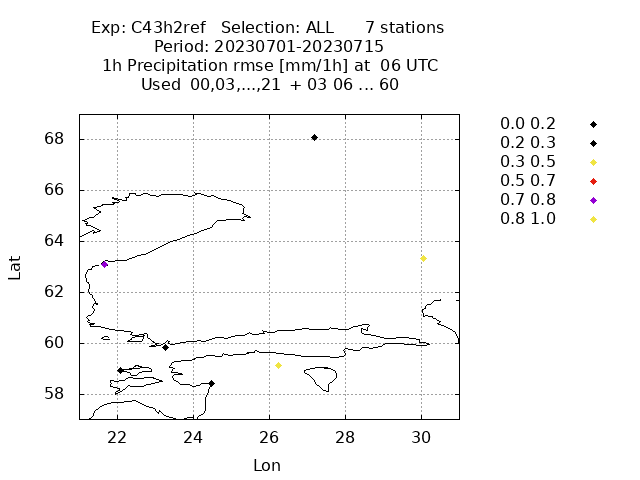 Exp: C43h2ref Selection: ALL 7 stations
Period: 20230701-20230715
1h Precipitation rmse [mm/1h] at 06 UTC
Used 00,03,...,21 + 03 06 ... 60
0.0 0.2
0.2 0.3
0.3 0.5
0.5 0.7
0.7 0.8
0.8 1.0
68
66
64
62
60
58
Lat
22 24 26 28 30
Lon